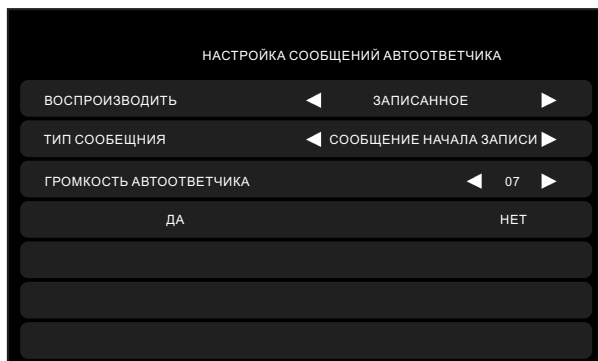 НАСТРОЙКА СООБЩЕНИЙ АВТООТВЕТЧИКА
ВОСПРОИЗВОДИТЬ ЗАПИСАННОЕ
ТИП СООБЕЩНИЯ СООБЩЕНИЕ НАЧАЛА ЗАПИСИ
ГРОМКОСТЬ АВТООТВЕТЧИКА 07
ДА НЕТ